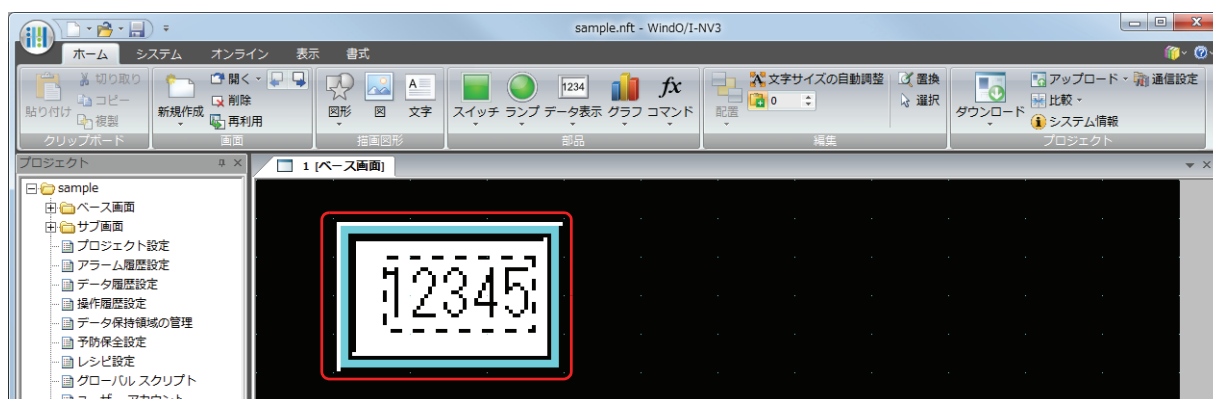 sample.nft - WindO/I-NV3
ホーム システム オンライン 表示 書式
切り取り
コピー
複製
貼り付け
クリップボード
新規作成
開く
削除
再利用
画面
図形 図 A 文字
描画図形
スイッチ ランプ 1234 データ表示 グラフ fx コマンド
部品
配置
A 文字サイズの自動調整
0
置換
選択
編集
ダウンロード
アップロード
通信設定
比較
システム情報
プロジェクト
プロジェクト
1 [ベース画面]
sample
ベース画面
サブ画面
プロジェクト設定
アラーム履歴設定
データ履歴設定
操作履歴設定
データ保持領域の管理
予防保全設定
レシピ設定
グローバル スクリプト
ユーザー アカウント
12345